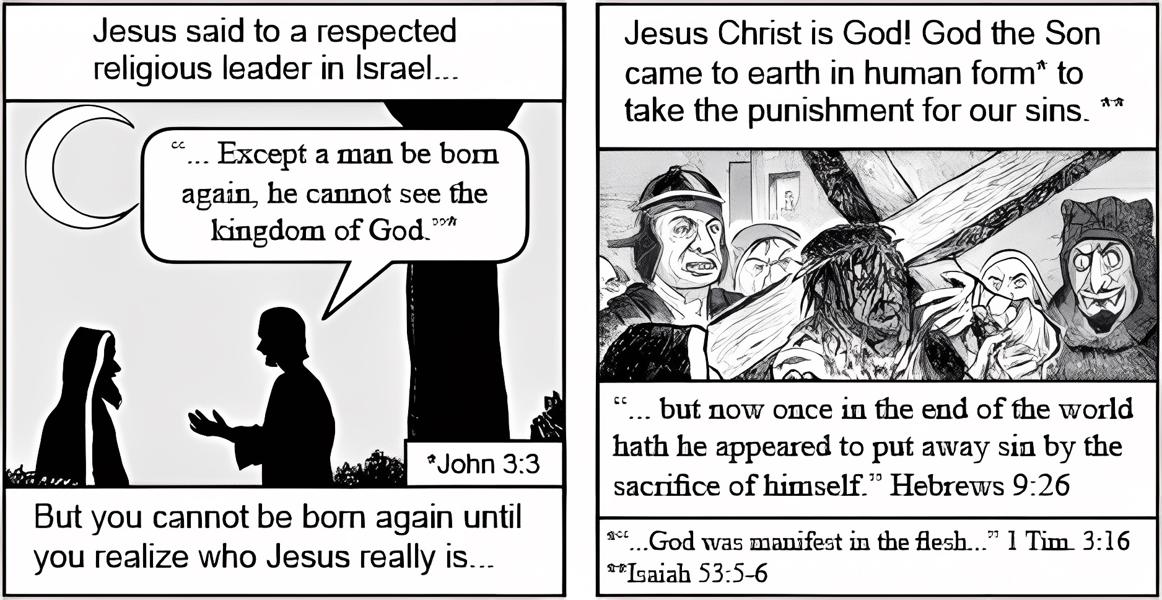 Jesus said to a respected
religious leader in Israel...
“... Except a man be born
again, he cannot see the
kingdom of God.”*
*John 3:3
But you cannot be born again until
you realize who Jesus really is...
Jesus Christ is God! God the Son
came to earth in human form* to
take the punishment for our sins. **
“... but now once in the end of the world
hath he appeared to put away sin by the
sacrifice of himself.” Hebrews 9:26
*“...God was manifest in the flesh...” 1 Tim. 3:16
**Isaiah 53:5-6